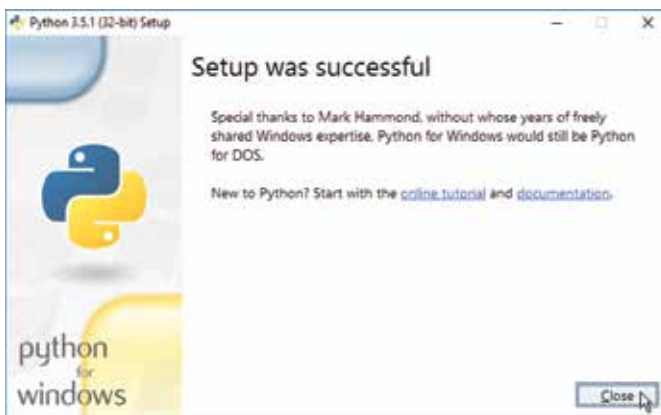 Python 3.5.1 (32-bit) Setup
Setup was successful
Special thanks to Mark Hammond, without whose years of freely
shared Windows expertise, Python for Windows would still be Python
for DOS.
New to Python? Start with the online tutorial and documentation.
python
for
windows
Close